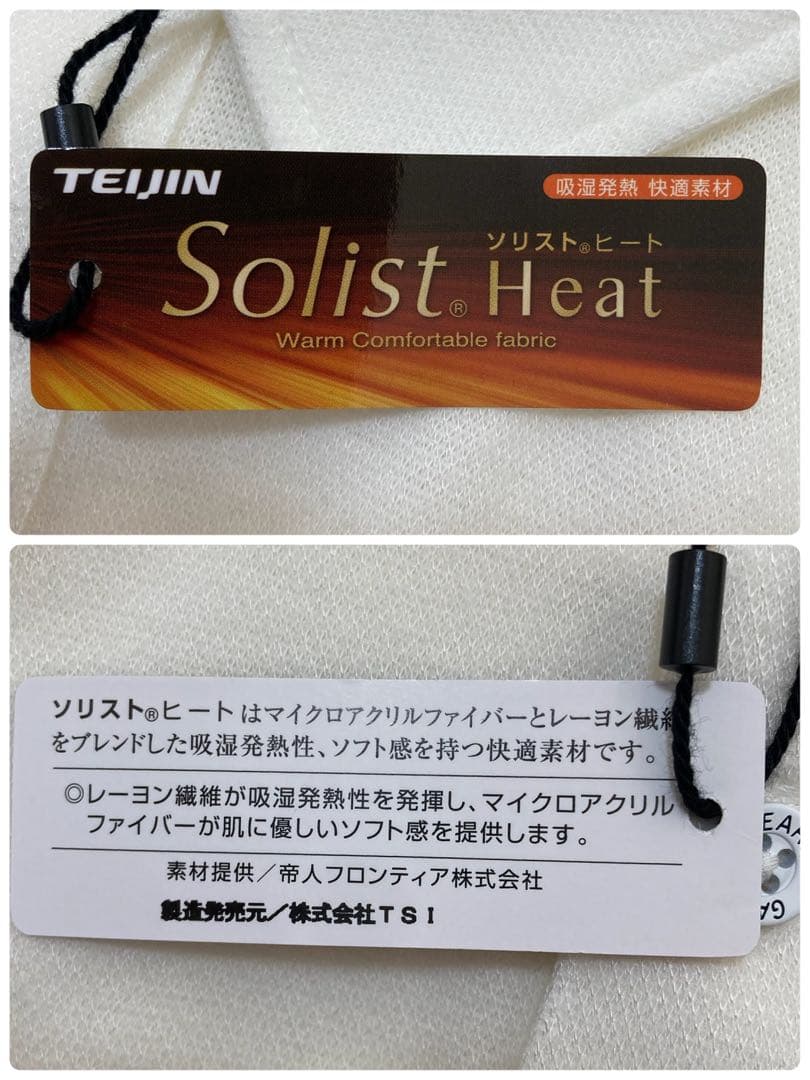 TEIJIN
吸湿発熱 快適素材
ソリスト®ヒート
Solist® Heat
Warm Comfortable fabric
ソリスト®ヒートはマイクロアクリルファイバーとレーヨン繊維
をブレンドした吸湿発熱性、ソフト感を持つ快適素材です。
◎レーヨン繊維が吸湿発熱性を発揮し、マイクロアクリル
ファイバーが肌に優しいソフト感を提供します。
素材提供／帝人フロンティア株式会社
製造発売元／株式会社TSI